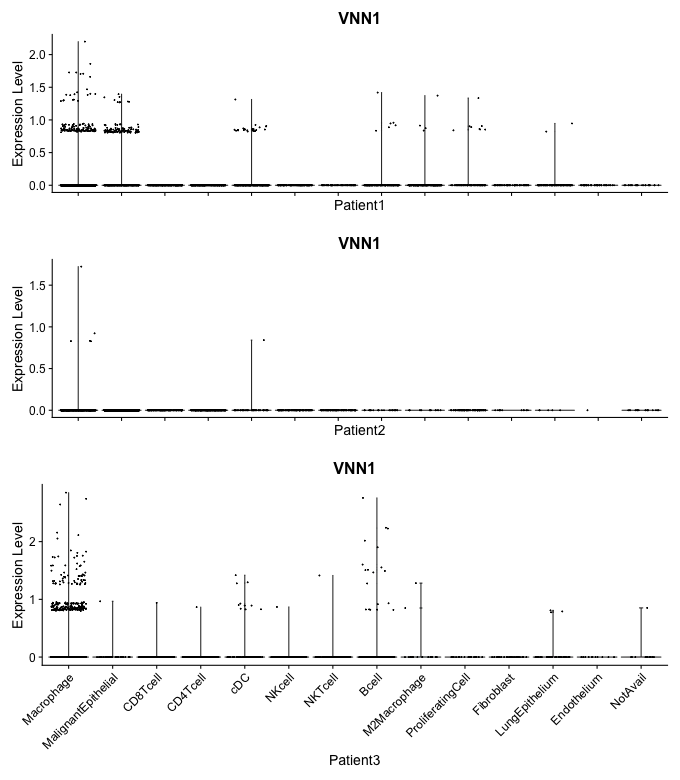 VNN1
Expression Level
2.0
1.5
1.0
0.5
0.0
Patient1
VNN1
Expression Level
1.5
1.0
0.5
0.0
Patient2
VNN1
Expression Level
2
1
0
Macrophage
MalignantEpithelial
CD8Tcell
CD4Tcell
cDC
NKcell
NKTcell
Bcell
M2Macrophage
ProliferatingCell
Fibroblast
LungEpithelium
Endothelium
NotAvail
Patient3